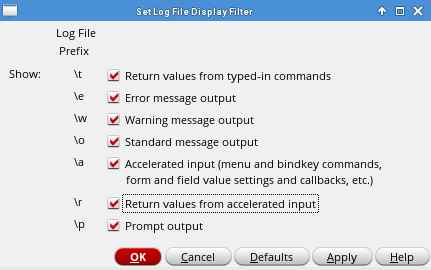 Set Log File Display Filter
Log File
Prefix
Show:
\t Return values from typed-in commands
\e Error message output
\w Warning message output
\o Standard message output
\a Accelerated input (menu and bindkey commands,
form and field value settings and callbacks, etc.)
\r Return values from accelerated input
\p Prompt output
OK Cancel Defaults Apply Help